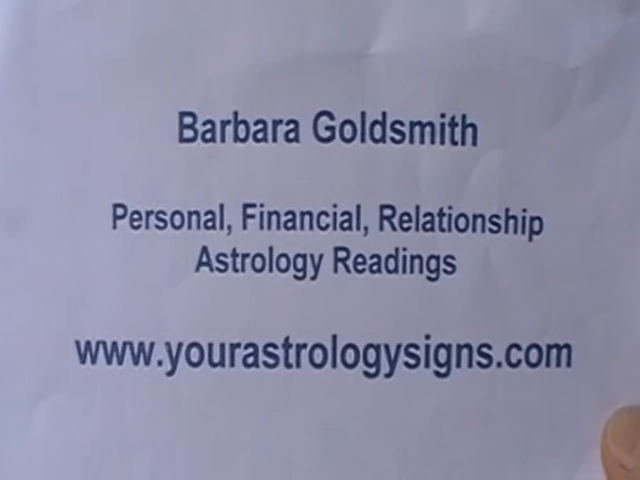 Barbara Goldsmith
Personal, Financial, Relationship
Astrology Readings
www.yourastrologysigns.com